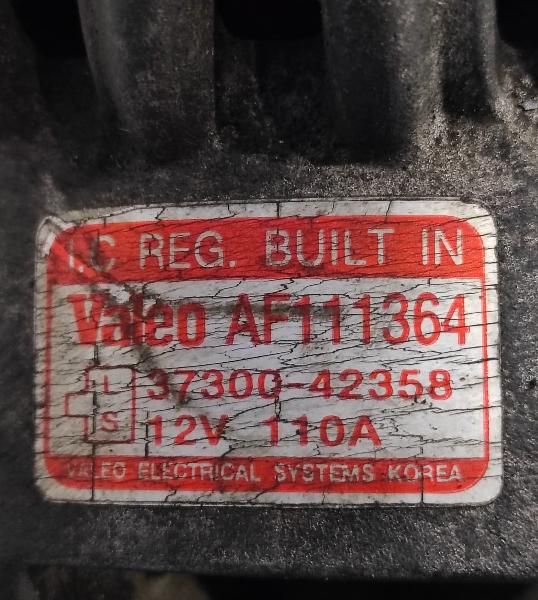 I.C REG. BUILT IN
Valeo AF111364
L 37300-42358
S 12V 110A
VALEO ELECTRICAL SYSTEMS KOREA